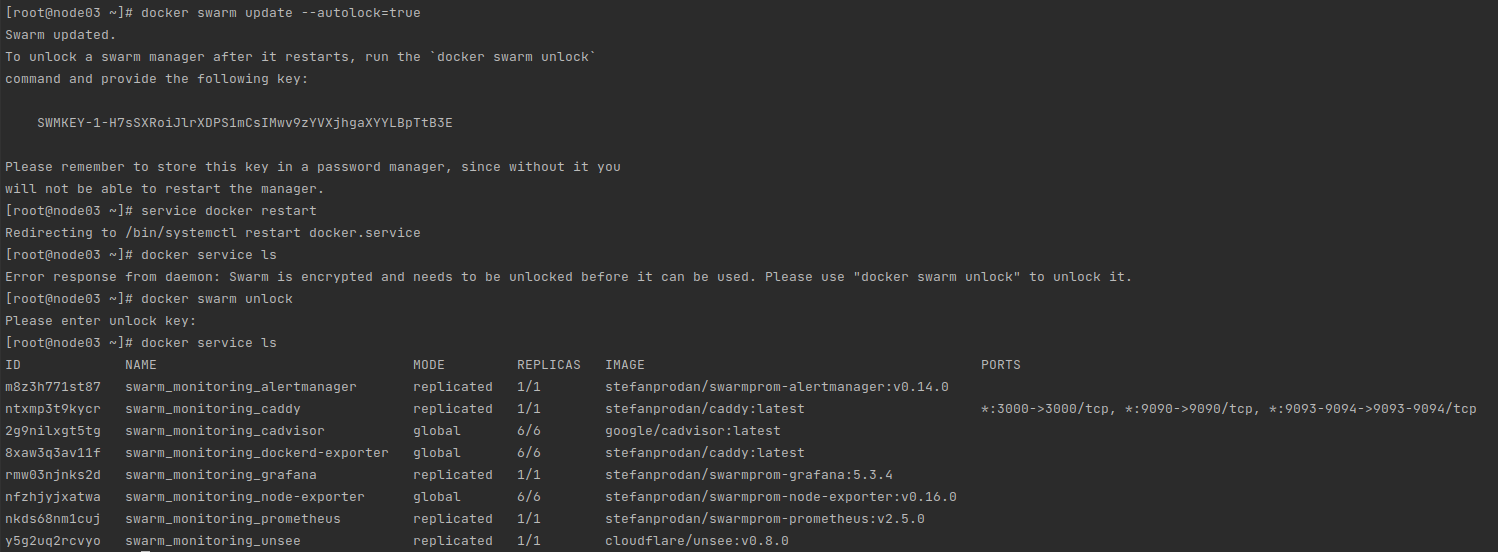 [root@node03 ~]# docker swarm update --autolock=true
Swarm updated.
To unlock a swarm manager after it restarts, run the `docker swarm unlock`
command and provide the following key:
SWMKEY-1-H7sSXRoiJlrXDPS1mCsIMwv9zYVXjhgaXYYLBpTtB3E
Please remember to store this key in a password manager, since without it you
will not be able to restart the manager.
[root@node03 ~]# service docker restart
Redirecting to /bin/systemctl restart docker.service
[root@node03 ~]# docker service ls
Error response from daemon: Swarm is encrypted and needs to be unlocked before it can be used. Please use "docker swarm unlock" to unlock it.
[root@node03 ~]# docker swarm unlock
Please enter unlock key:
[root@node03 ~]# docker service ls
ID NAME MODE REPLICAS IMAGE PORTS
m8z3h771st87 swarm_monitoring_alertmanager replicated 1/1 stefanprodan/swarmprom-alertmanager:v0.14.0
ntxmp3t9kycr swarm_monitoring_caddy replicated 1/1 stefanprodan/caddy:latest *:3000->3000/tcp, *:9090->9090/tcp, *:9093-9094->9093-9094/tcp
2g9nilxgt5tg swarm_monitoring_cadvisor global 6/6 google/cadvisor:latest
8xaw3q3av11f swarm_monitoring_dockerd-exporter global 6/6 stefanprodan/caddy:latest
rmw03njnks2d swarm_monitoring_grafana replicated 1/1 stefanprodan/swarmprom-grafana:5.3.4
nfzhjyjxatwa swarm_monitoring_node-exporter global 6/6 stefanprodan/swarmprom-node-exporter:v0.16.0
nkds68nm1cuj swarm_monitoring_prometheus replicated 1/1 stefanprodan/swarmprom-prometheus:v2.5.0
y5g2uq2rcvyo swarm_monitoring_unsee replicated 1/1 cloudflare/unsee:v0.8.0